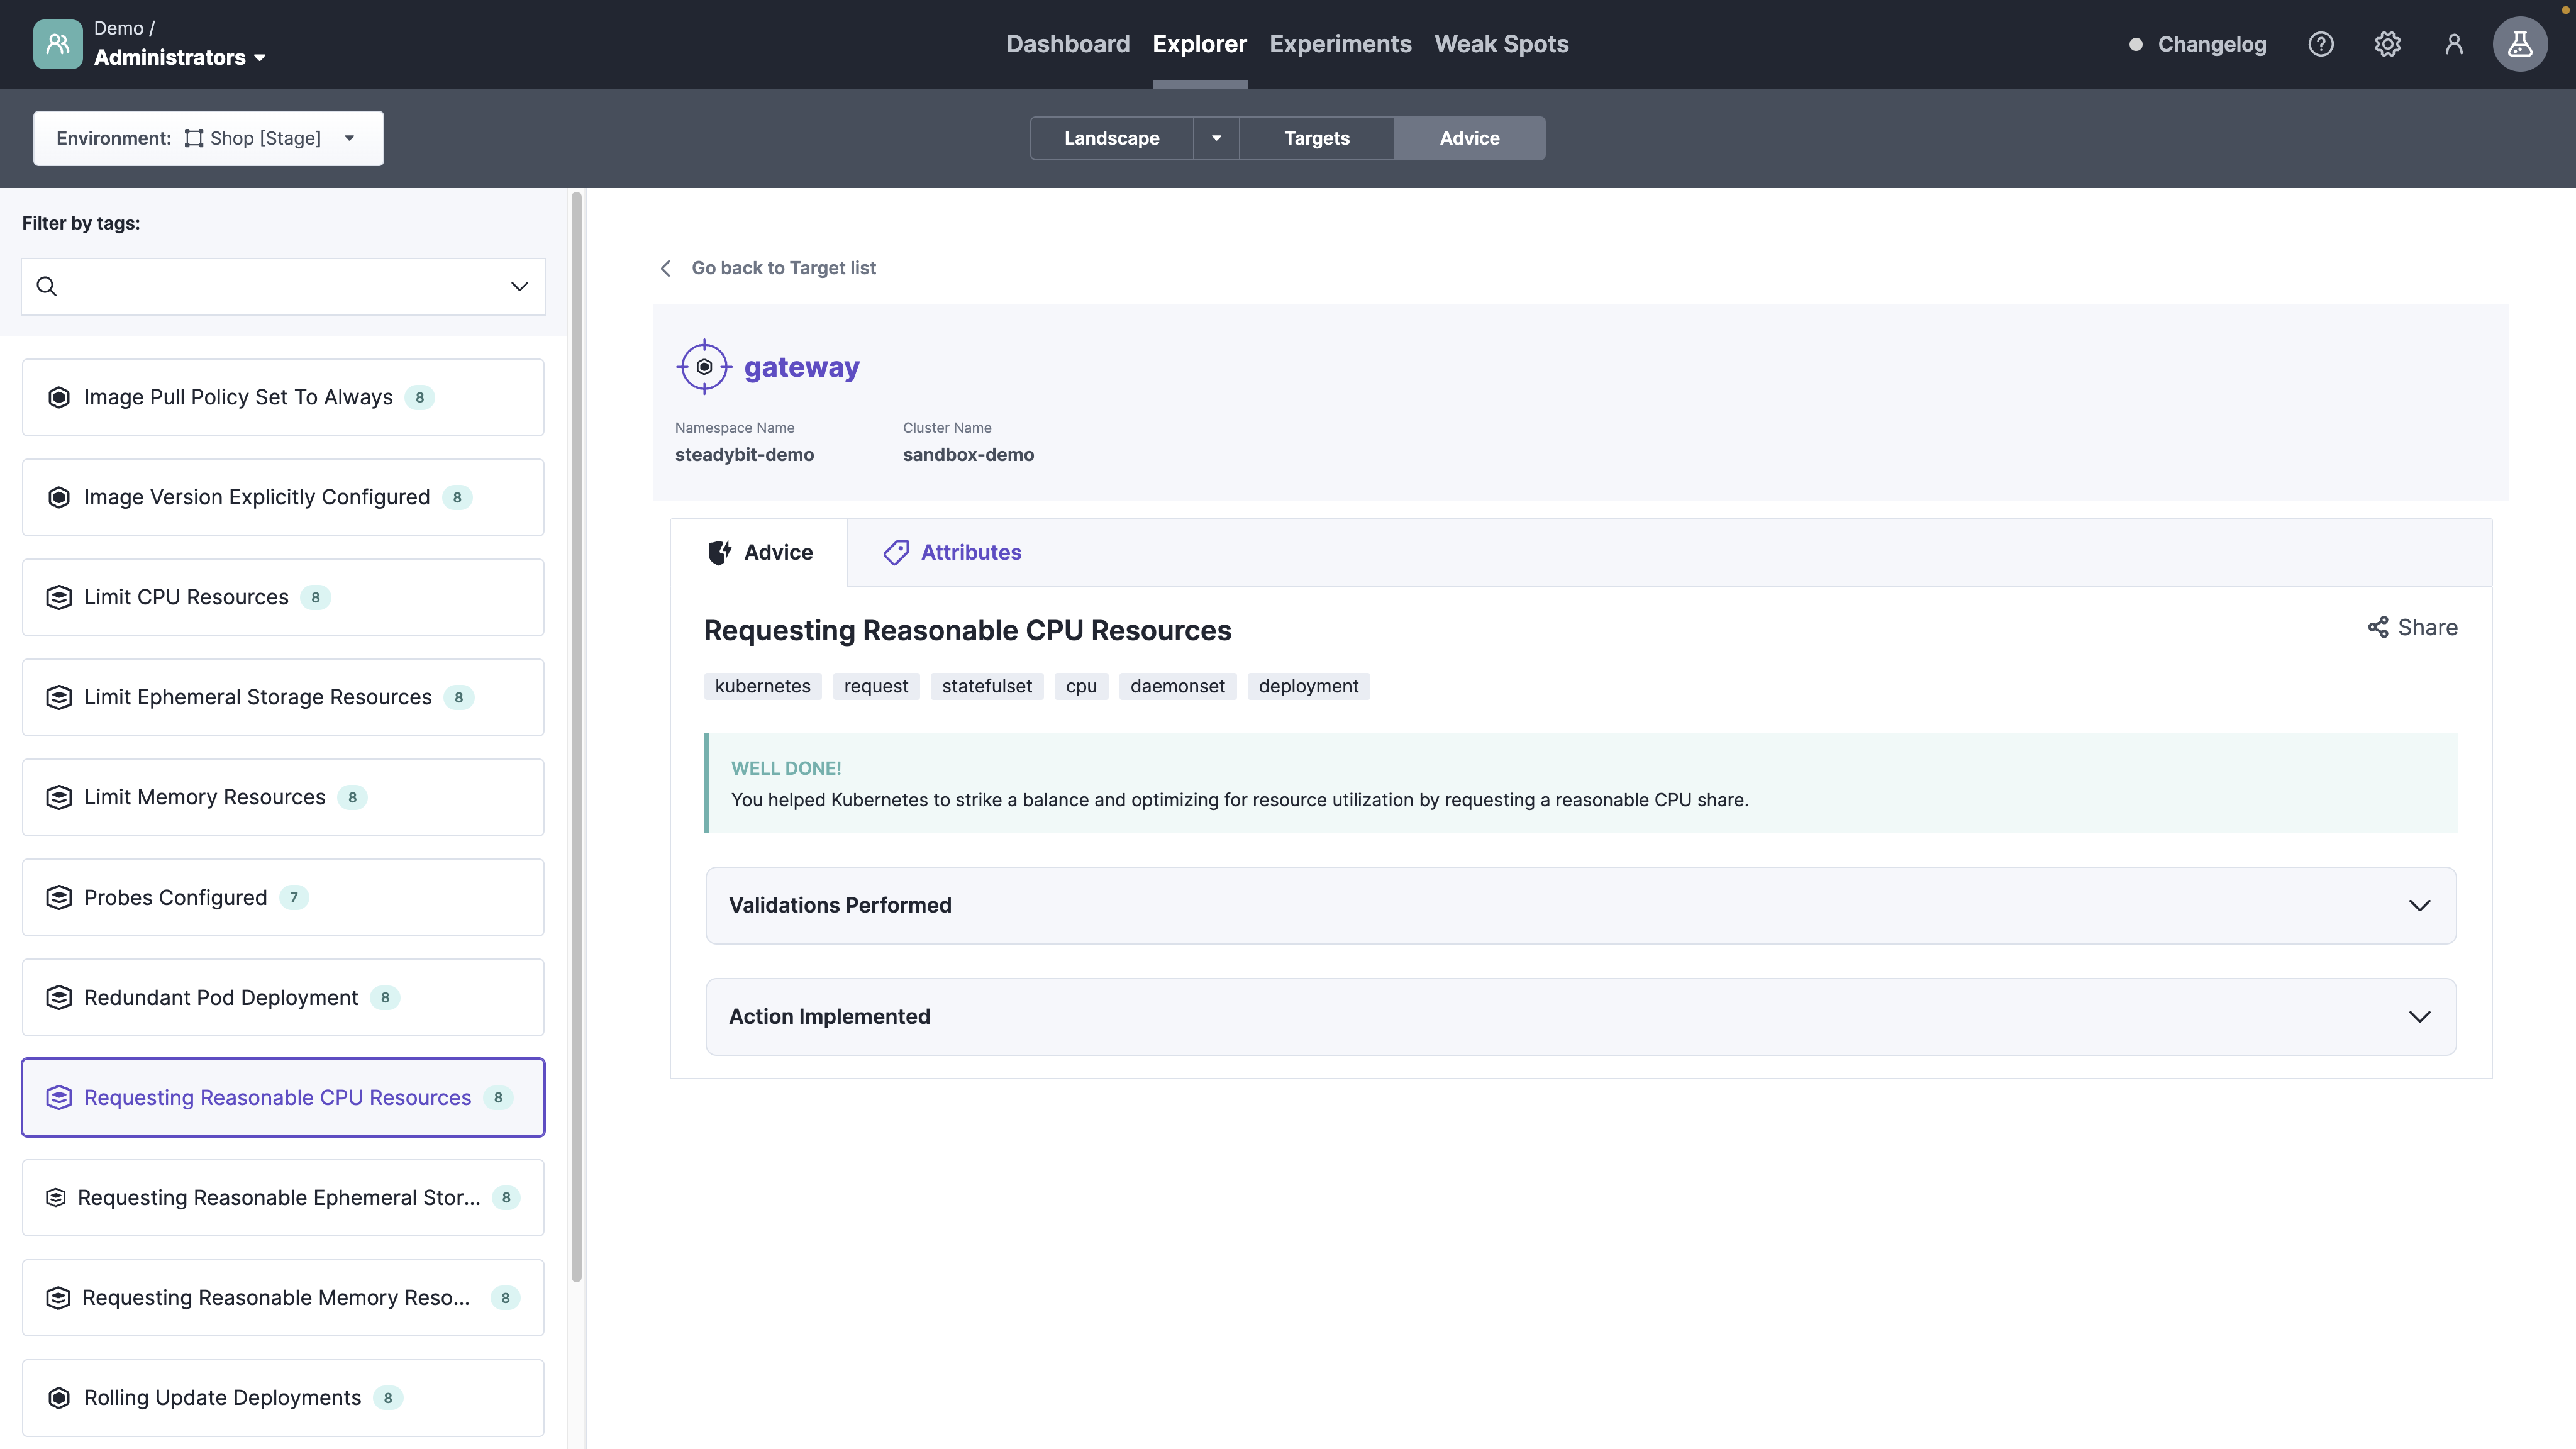 Demo /
Administrators
Dashboard
Explorer
Experiments
Weak Spots
Changelog
Environment: Shop [Stage]
Landscape
Targets
Advice
Filter by tags:
Image Pull Policy Set To Always 8
Image Version Explicitly Configured 8
Limit CPU Resources 8
Limit Ephemeral Storage Resources 8
Limit Memory Resources 8
Probes Configured 7
Redundant Pod Deployment 8
Requesting Reasonable CPU Resources 8
Requesting Reasonable Ephemeral Stor... 8
Requesting Reasonable Memory Reso... 8
Rolling Update Deployments 8
Go back to Target list
gateway
Namespace Name
steadybit-demo
Cluster Name
sandbox-demo
Advice
Attributes
Requesting Reasonable CPU Resources
Share
kubernetes request statefulset cpu daemonset deployment
WELL DONE!
You helped Kubernetes to strike a balance and optimizing for resource utilization by requesting a reasonable CPU share.
Validations Performed
Action Implemented